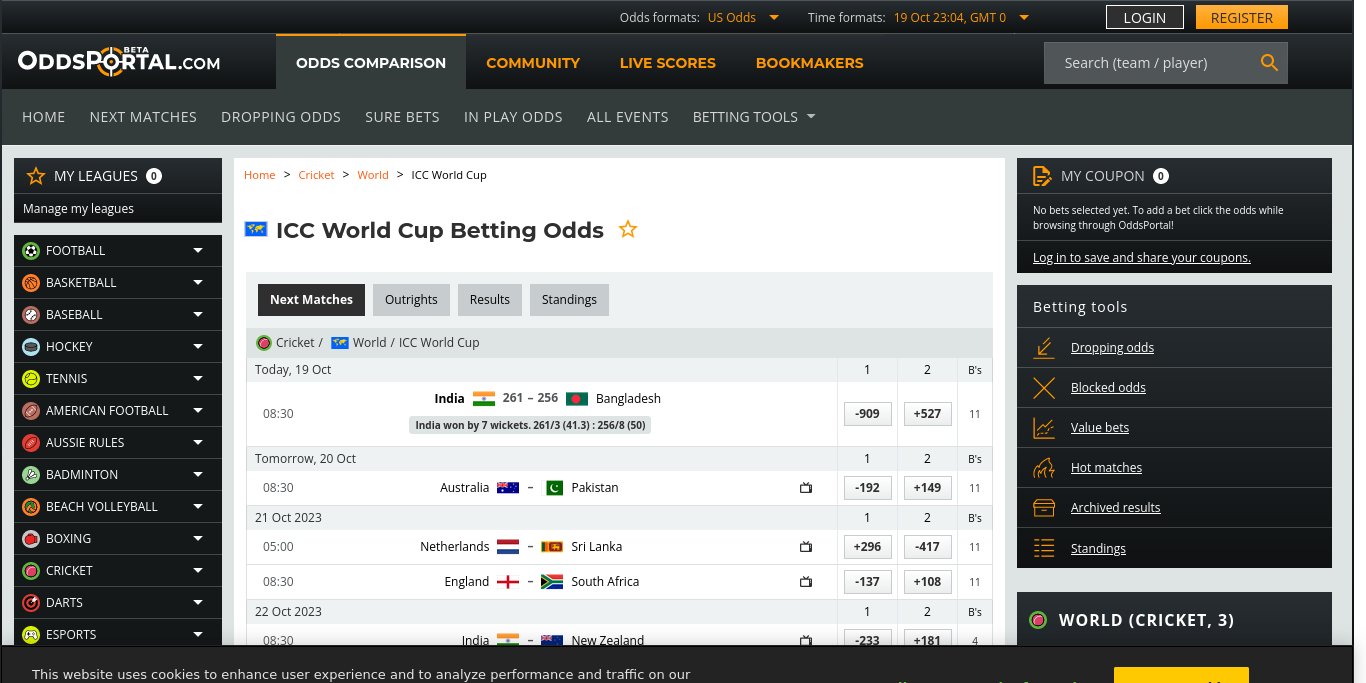 Odds formats: US Odds Time formats: 19 Oct 23:04, GMT 0 LOGIN REGISTER
ODDSPORTAL.COM BETA
ODDS COMPARISON COMMUNITY LIVE SCORES BOOKMAKERS Search (team / player)
HOME NEXT MATCHES DROPPING ODDS SURE BETS IN PLAY ODDS ALL EVENTS BETTING TOOLS
MY LEAGUES 0
Manage my leagues
FOOTBALL
BASKETBALL
BASEBALL
HOCKEY
TENNIS
AMERICAN FOOTBALL
AUSSIE RULES
BADMINTON
BEACH VOLLEYBALL
BOXING
CRICKET
DARTS
ESPORTS
Home > Cricket > World > ICC World Cup
ICC World Cup Betting Odds
Next Matches Outrights Results Standings
Cricket / World / ICC World Cup
Today, 19 Oct 1 2 B's
08:30 India 261 – 256 Bangladesh -909 +527 11
India won by 7 wickets. 261/3 (41.3) : 256/8 (50)
Tomorrow, 20 Oct 1 2 B's
08:30 Australia – Pakistan -192 +149 11
21 Oct 2023 1 2 B's
05:00 Netherlands – Sri Lanka +296 -417 11
08:30 England – South Africa -137 +108 11
22 Oct 2023 1 2 B's
08:30 India – New Zealand -233 +181 4
MY COUPON 0
No bets selected yet. To add a bet click the odds while
browsing through OddsPortal!
Log in to save and share your coupons.
Betting tools
Dropping odds
Blocked odds
Value bets
Hot matches
Archived results
Standings
WORLD (CRICKET, 3)
This website uses cookies to enhance user experience and to analyze performance and traffic on our